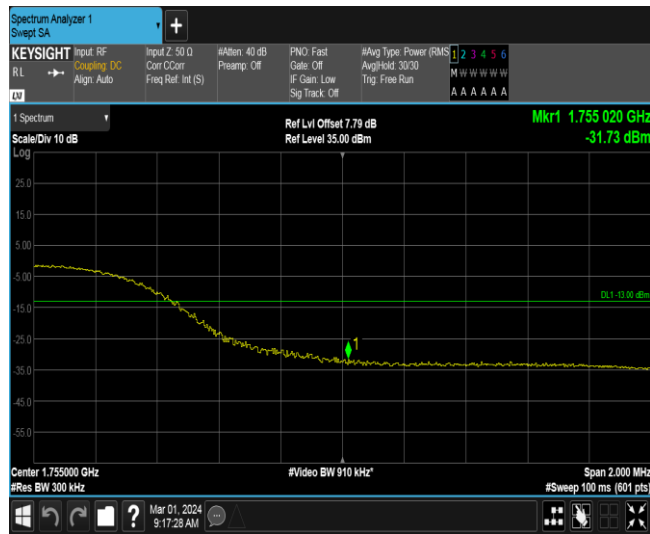 Spectrum Analyzer 1
Swept SA
+
KEYSIGHT
RL
LXI
Input: RF
Coupling: DC
Align: Auto
Input Z: 50 Ω
Corr CCorr
Freq Ref: Int (S)
#Atten: 40 dB
Preamp: Off
PNO: Fast
Gate: Off
IF Gain: Low
Sig Track: Off
#Avg Type: Power (RMS
Avg|Hold: 30/30
Trig: Free Run
1 2 3 4 5 6
M W W W W W
A A A A A A
1 Spectrum
Scale/Div 10 dB
Log
Ref Lvl Offset 7.79 dB
Ref Level 35.00 dBm
Mkr1 1.755 020 GHz
-31.73 dBm
25.0
15.0
5.00
-5.00
-15.0
-25.0
-35.0
-45.0
-55.0
DL1 -13.00 dBm
1
Center 1.755000 GHz
#Res BW 300 kHz
#Video BW 910 kHz*
Span 2.000 MHz
#Sweep 100 ms (601 pts)
?
Mar 01, 2024
9:17:28 AM